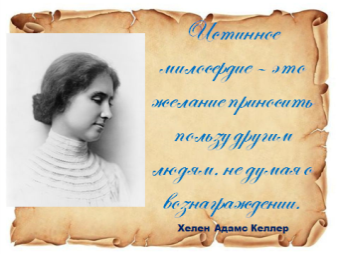 Истинное
милосердие – это
желание приносить
пользу другим
людям, не думая о
вознаграждении.
Хелен Адамс Келлер